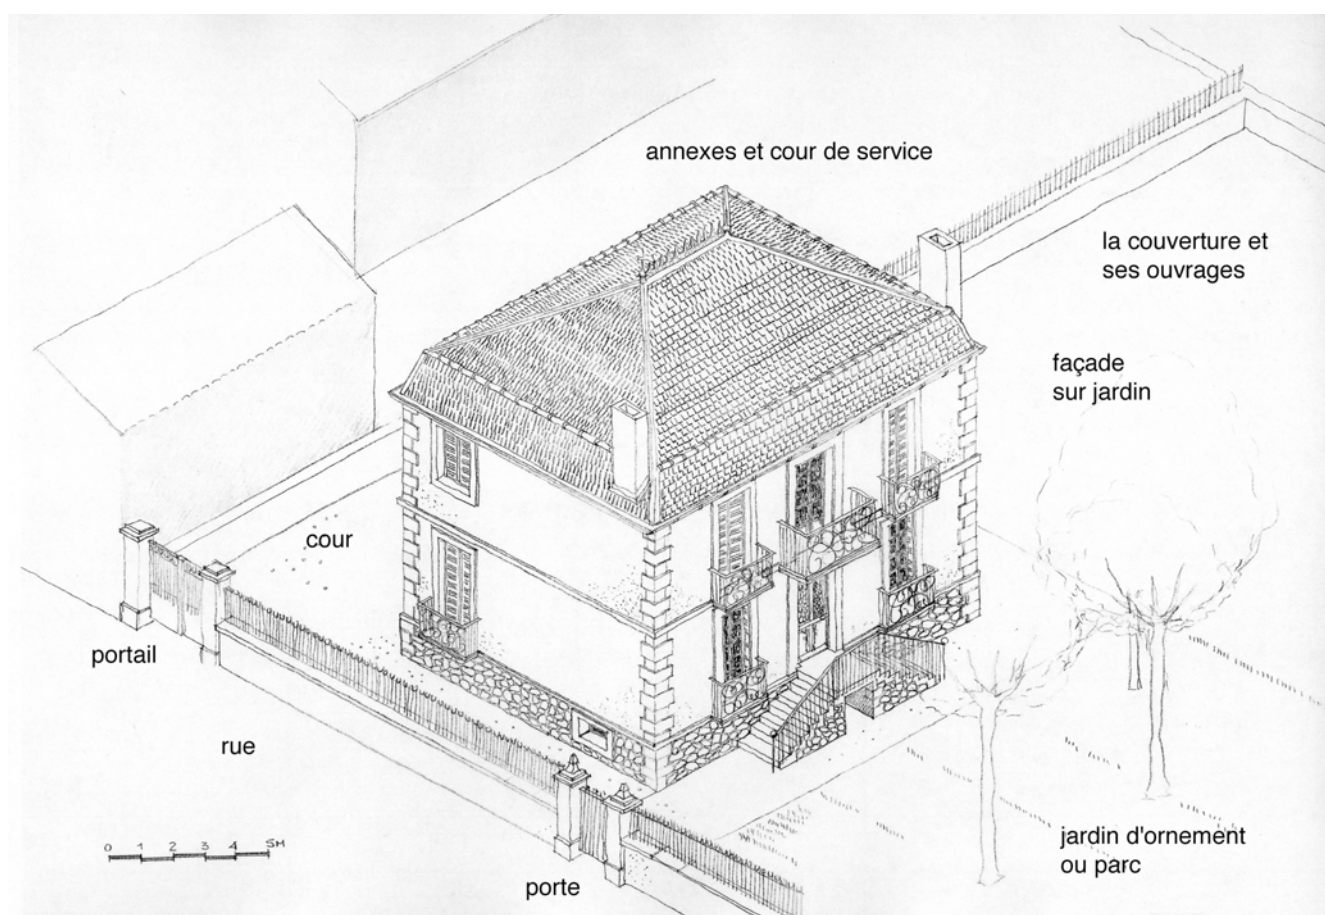 annexes et cour de service
la couverture et
ses ouvrages
façade
sur jardin
cour
portail
rue
0 1 2 3 4 5M
jardin d'ornement
ou parc
porte